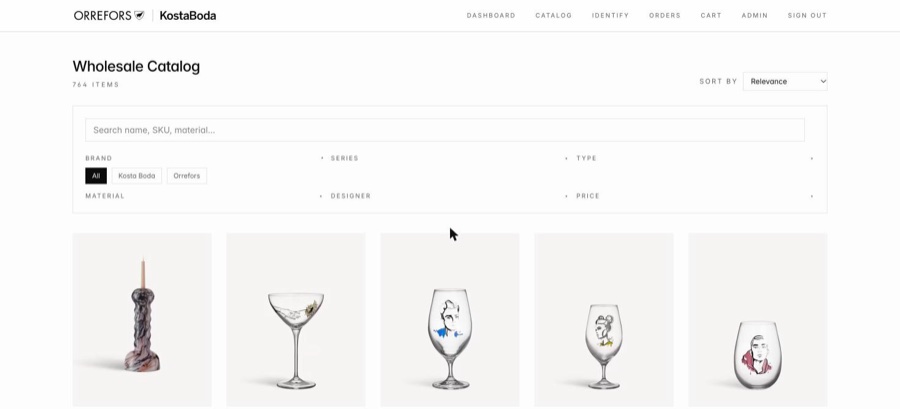 ORREFORS KostaBoda
DASHBOARD CATALOG IDENTIFY ORDERS CART ADMIN SIGN OUT
Wholesale Catalog
764 ITEMS
SORT BY Relevance
Search name, SKU, material...
BRAND SERIES TYPE
All Kosta Boda Orrefors
MATERIAL DESIGNER PRICE